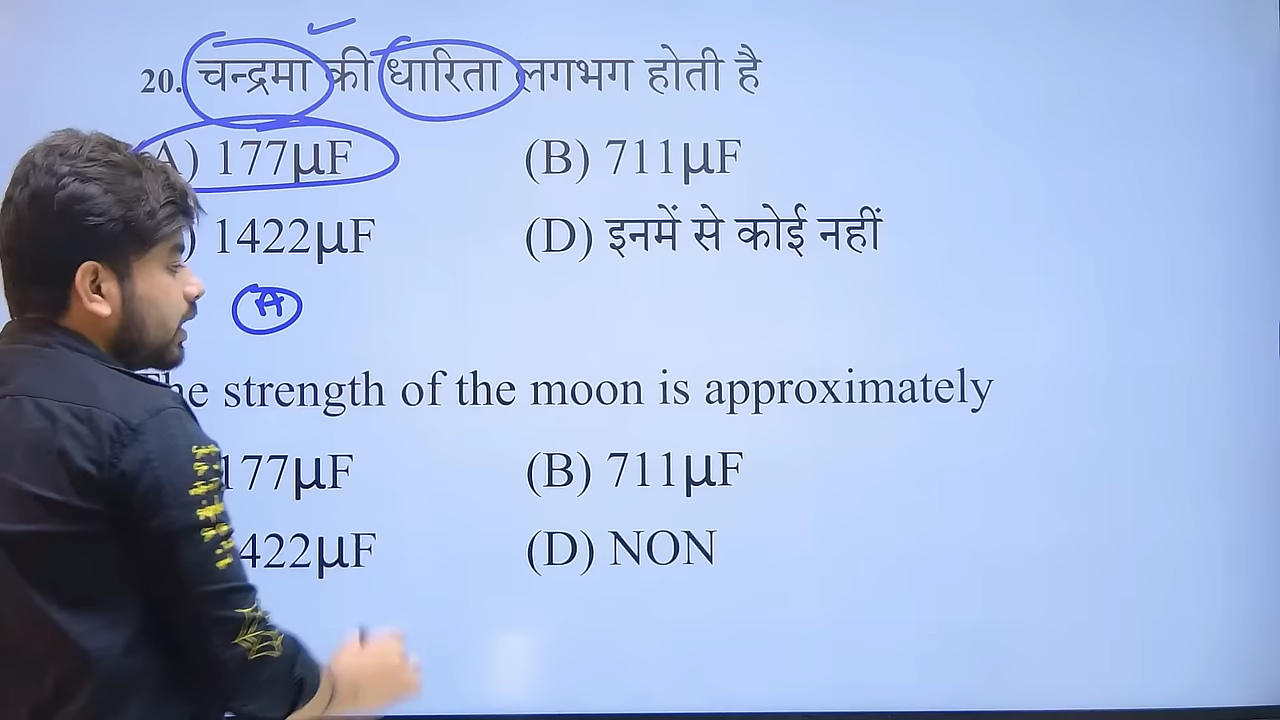 20. चन्द्रमा की धारिता लगभग होती है
A) 177μF (B) 711μF
) 1422μF (D) इनमें से कोई नहीं
A
The strength of the moon is approximately
177μF (B) 711μF
422μF (D) NON